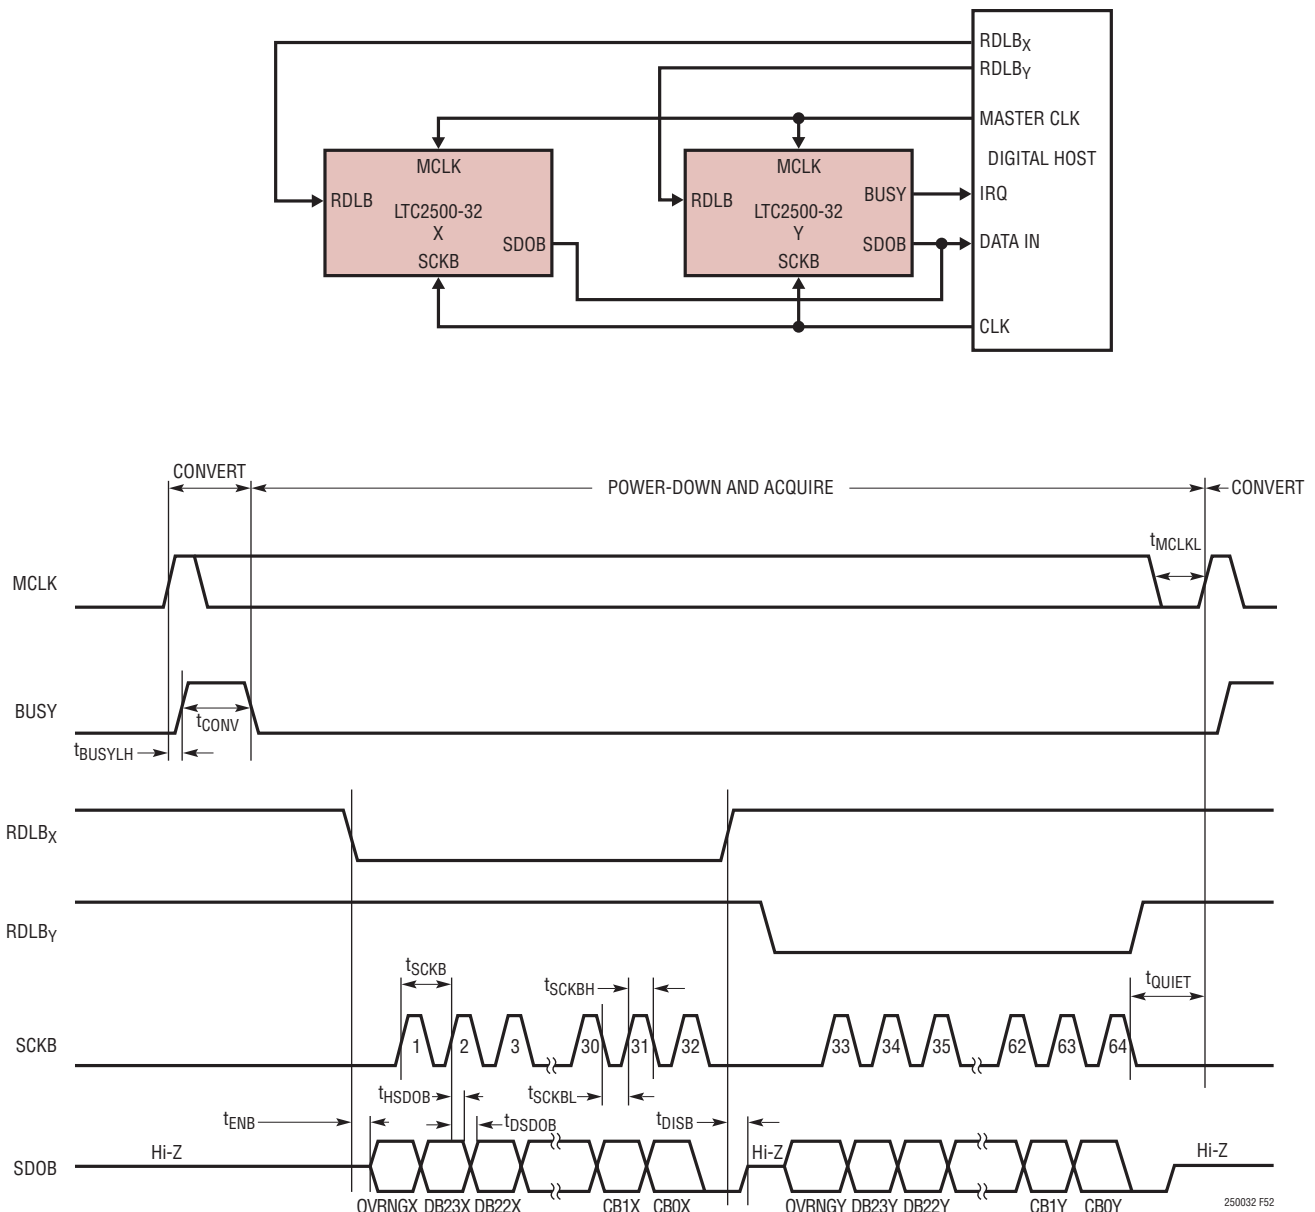 RDLBX
RDLBY
MASTER CLK
MCLK
MCLK
DIGITAL HOST
RDLB
RDLB
BUSY
IRQ
LTC2500-32
X
LTC2500-32
Y
SDOB
SDOB
DATA IN
SCKB
SCKB
CLK
CONVERT
POWER-DOWN AND ACQUIRE
CONVERT
tMCLKL
MCLK
BUSY
tCONV
tBUSYLH
RDLBX
RDLBY
tSCKB
tSCKBH
tQUIET
SCKB
1 2 3 30 31 32 33 34 35 62 63 64
tHSDOB
tSCKBL
tENB
tDSDOB
tDISB
SDOB
Hi-Z
Hi-Z
Hi-Z
OVRNGX DB23X DB22X CB1X CB0X OVRNGY DB23Y DB22Y CB1Y CB0Y
250032 F52